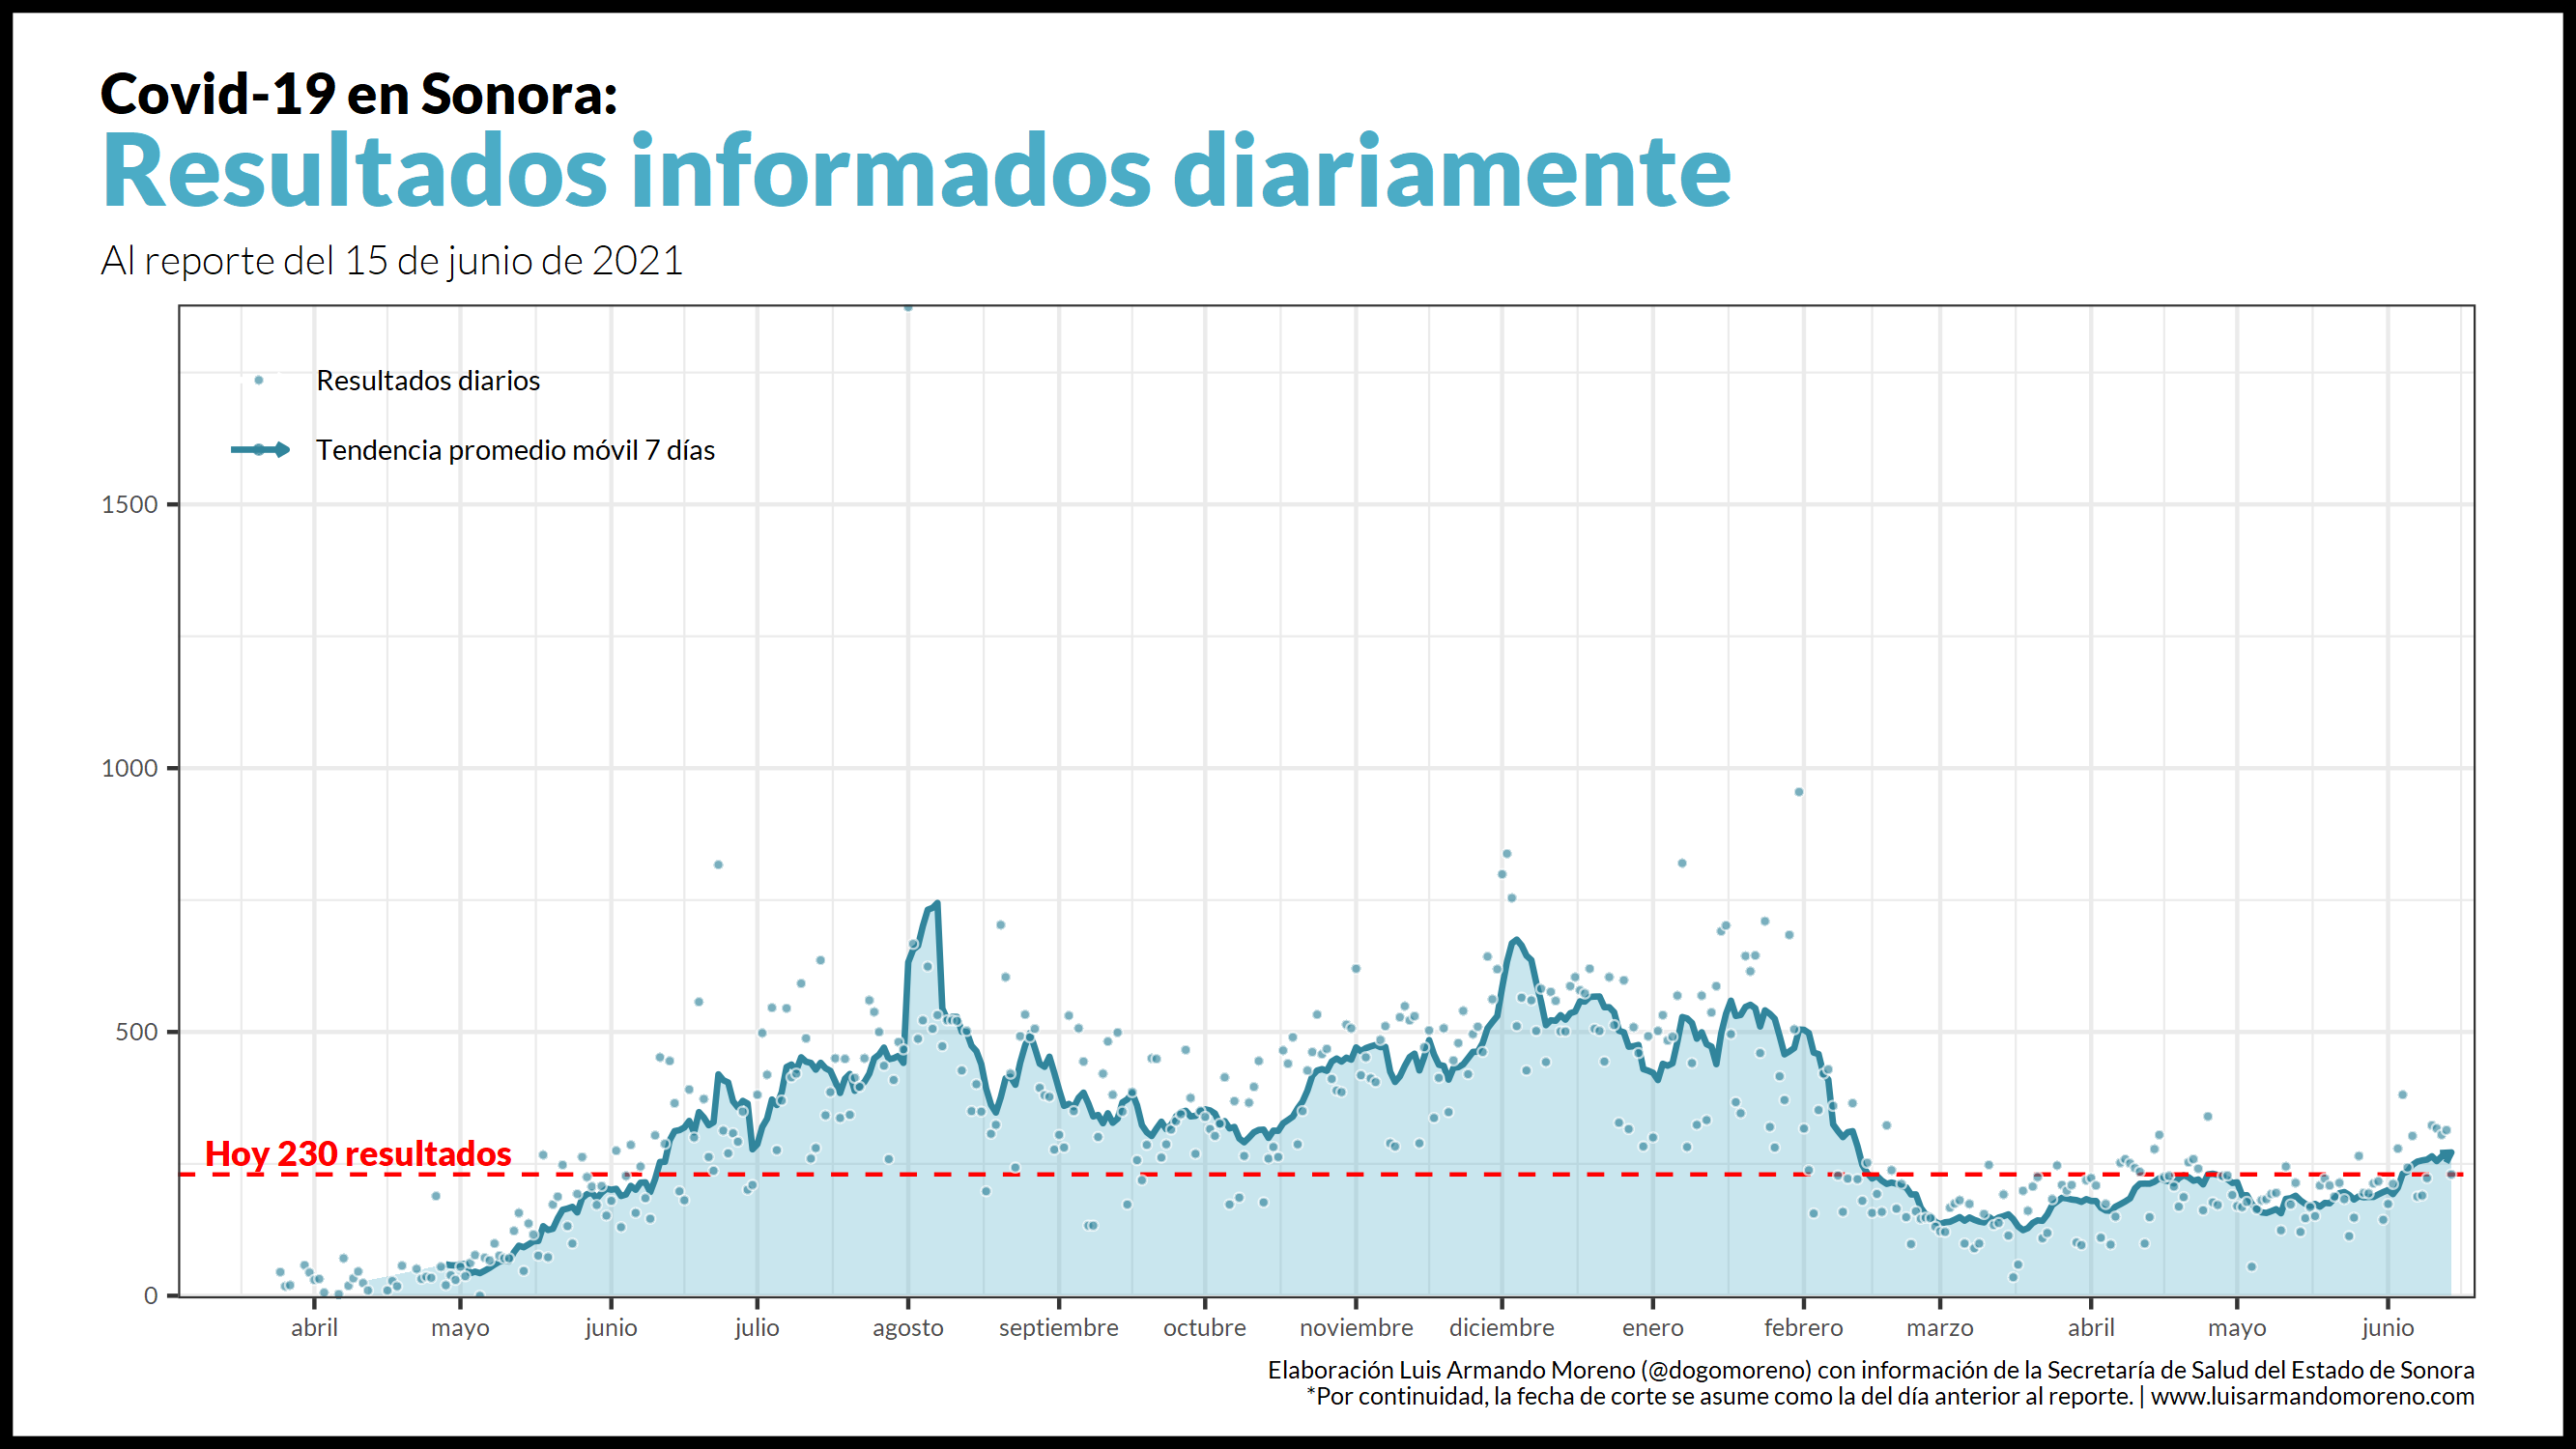 Covid-19 en Sonora:
Resultados informados diariamente
Al reporte del 15 de junio de 2021
Resultados diarios
Tendencia promedio móvil 7 días
1500
1000
500
0
Hoy 230 resultados
abril mayo junio julio agosto septiembre octubre noviembre diciembre enero febrero marzo abril mayo junio
Elaboración Luis Armando Moreno (@dogomoreno) con información de la Secretaría de Salud del Estado de Sonora
*Por continuidad, la fecha de corte se asume como la del día anterior al reporte. | www.luisarmandomoreno.com